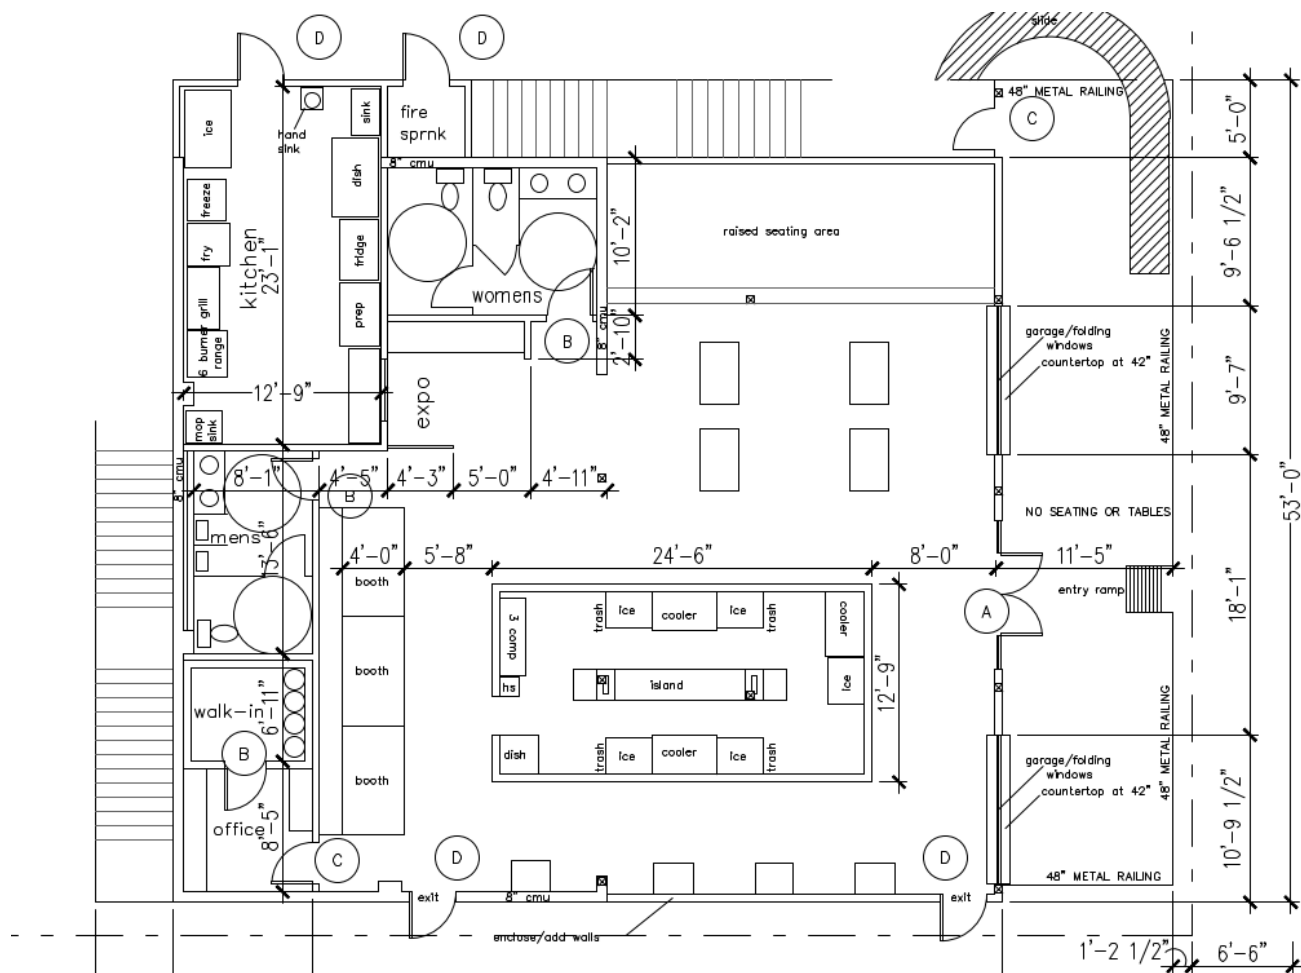 slide
D
D
48" METAL RAILING
C
5'-0"
ice
hand
sink
sink
fire
sprnk
8" cmu
dish
freeze
fry
kitchen
23'-1"
fridge
womens
10'-2"
raised seating area
9'-6 1/2"
grill
6 burner
range
prep
B
8" cmu
2'-10"
garage/folding
windows
countertop at 42"
48" METAL RAILING
9'-7"
12'-9"
expo
mop
sink
8" cmu
8'-1"
4'-5"
4'-3"
5'-0"
4'-11"
B
53'-0"
NO SEATING OR TABLES
mens
13'-6"
4'-0"
5'-8"
24'-6"
8'-0"
11'-5"
booth
entry ramp
A
18'-1"
3 comp
trash
ice
cooler
ice
trash
cooler
booth
hs
island
ice
12'-9"
walk-in
6'-11"
B
dish
trash
ice
cooler
ice
trash
booth
48" METAL RAILING
garage/folding
windows
countertop at 42"
10'-9 1/2"
office
8'-5"
C
D
D
48" METAL RAILING
exit
8" cmu
exit
enclose/add walls
1'-2 1/2"
6'-6"